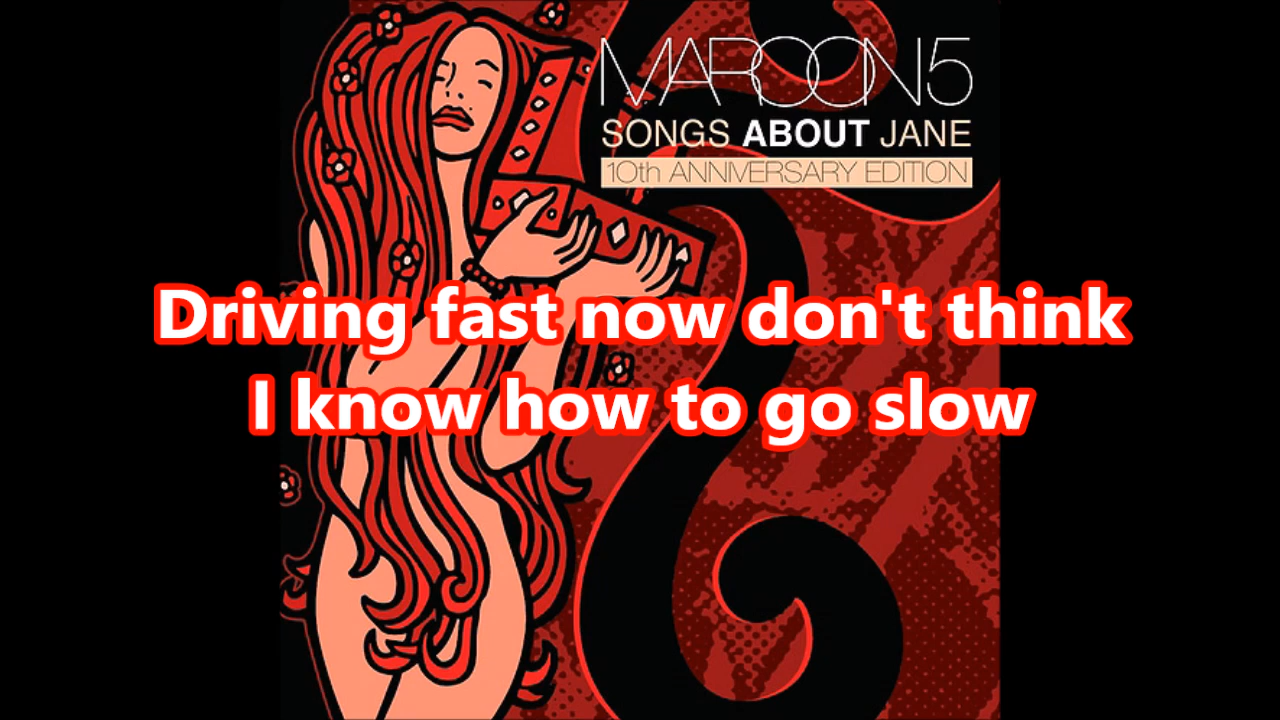 MAROON5
SONGS ABOUT JANE
10th ANNIVERSARY EDITION
Driving fast now don't think
I know how to go slow